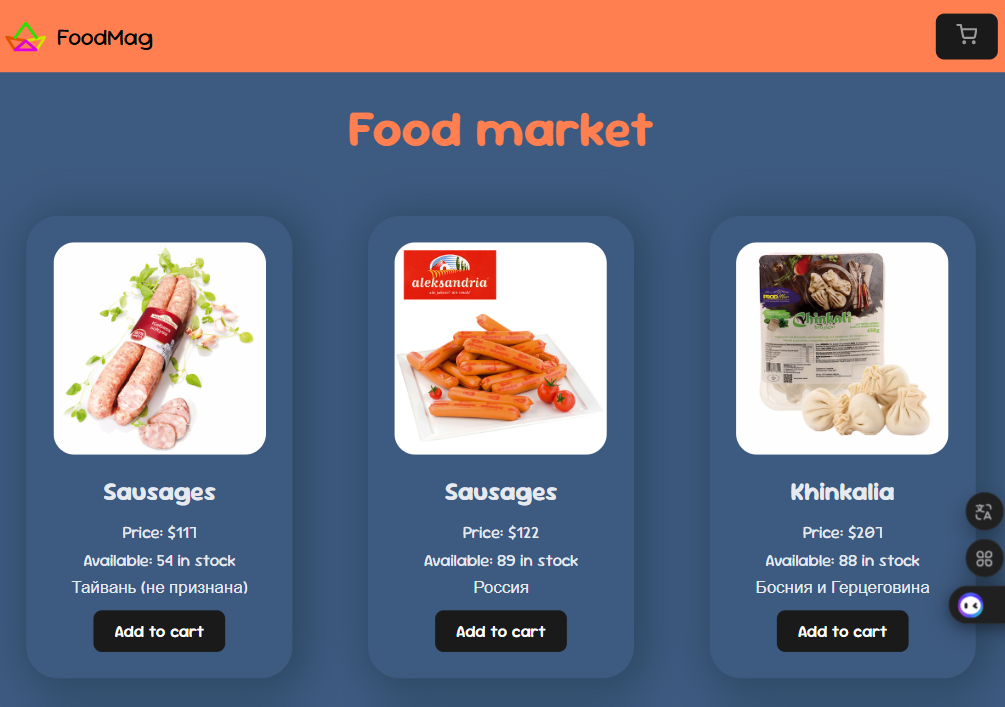 FoodMag
Food market
aleksandria
Chinkali
Sausages
Price: $117
Available: 54 in stock
Тайвань (не признана)
Add to cart
Sausages
Price: $122
Available: 89 in stock
Россия
Add to cart
Khinkalia
Price: $207
Available: 88 in stock
Босния и Герцеговина
Add to cart